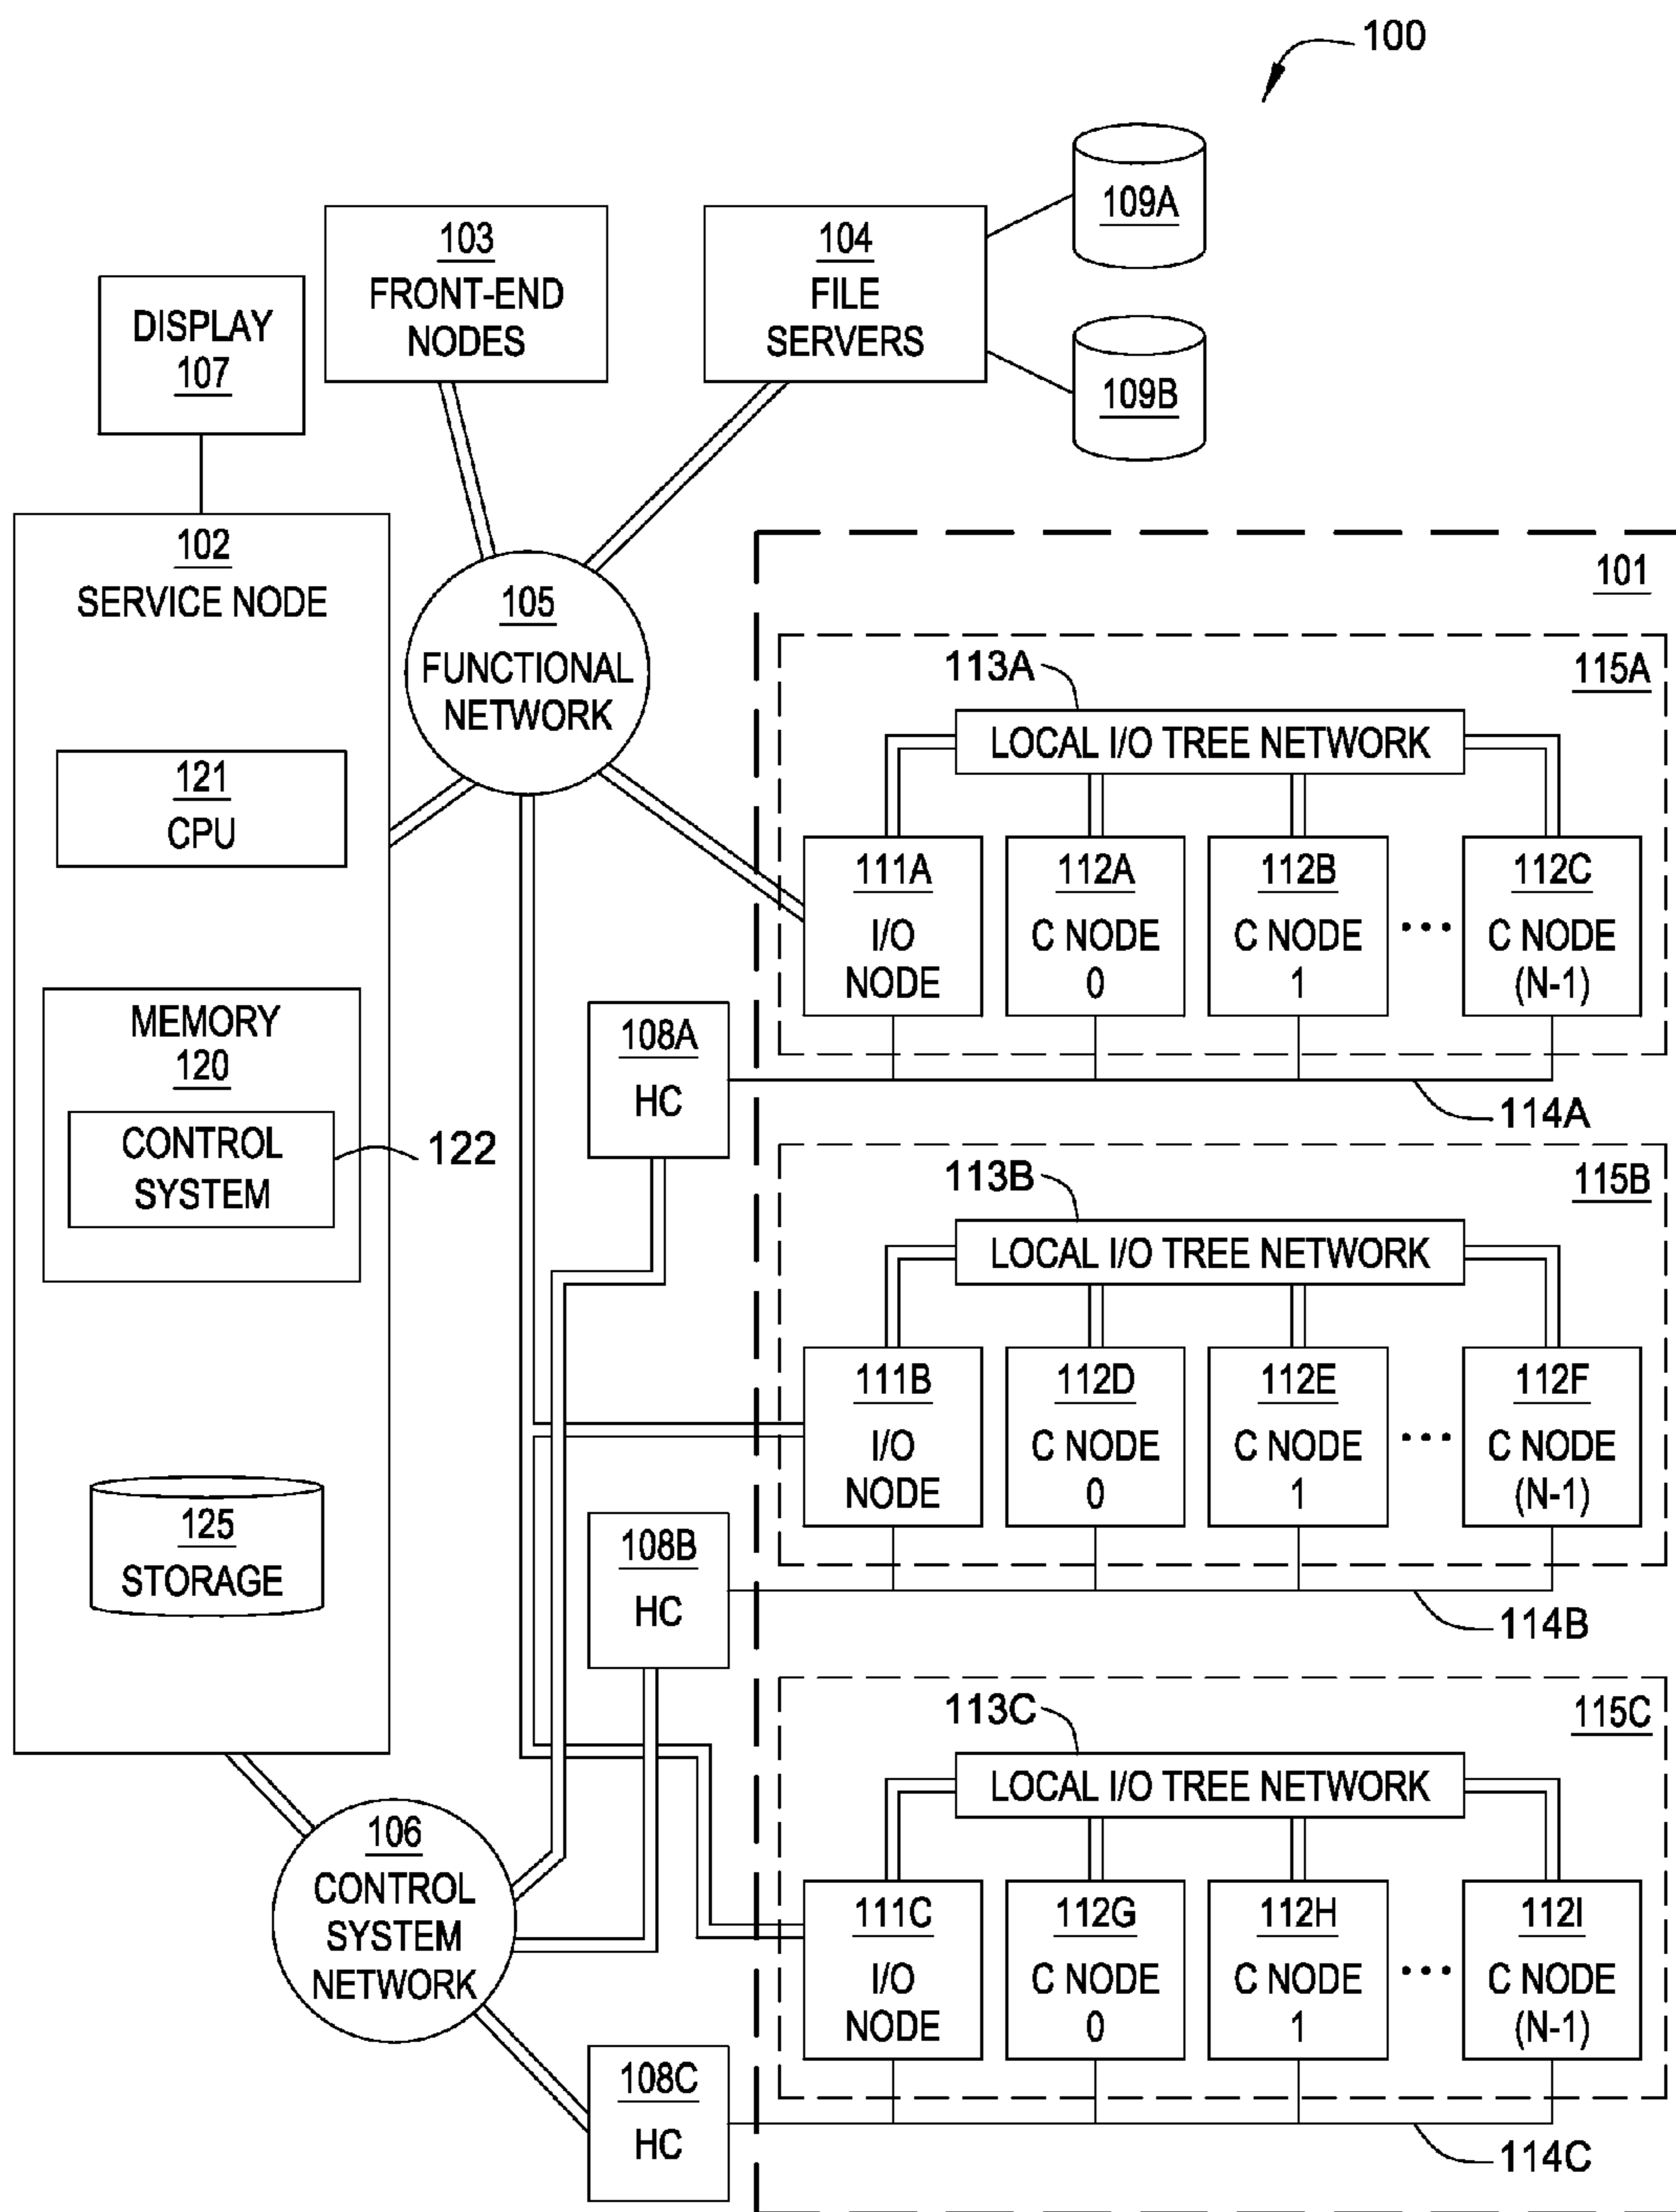 100
109A
103
FRONT-END
NODES
104
FILE
SERVERS
DISPLAY
107
109B
102
SERVICE NODE
105
FUNCTIONAL
NETWORK
101
121
CPU
MEMORY
120
CONTROL
SYSTEM
122
125
STORAGE
106
CONTROL
SYSTEM
NETWORK
108A
HC
108B
HC
108C
HC
115A
113A
LOCAL I/O TREE NETWORK
111A
I/O
NODE
112A
C NODE
0
112B
C NODE
1
•••
112C
C NODE
(N-1)
114A
115B
113B
LOCAL I/O TREE NETWORK
111B
I/O
NODE
112D
C NODE
0
112E
C NODE
1
•••
112F
C NODE
(N-1)
114B
115C
113C
LOCAL I/O TREE NETWORK
111C
I/O
NODE
112G
C NODE
0
112H
C NODE
1
•••
112I
C NODE
(N-1)
114C